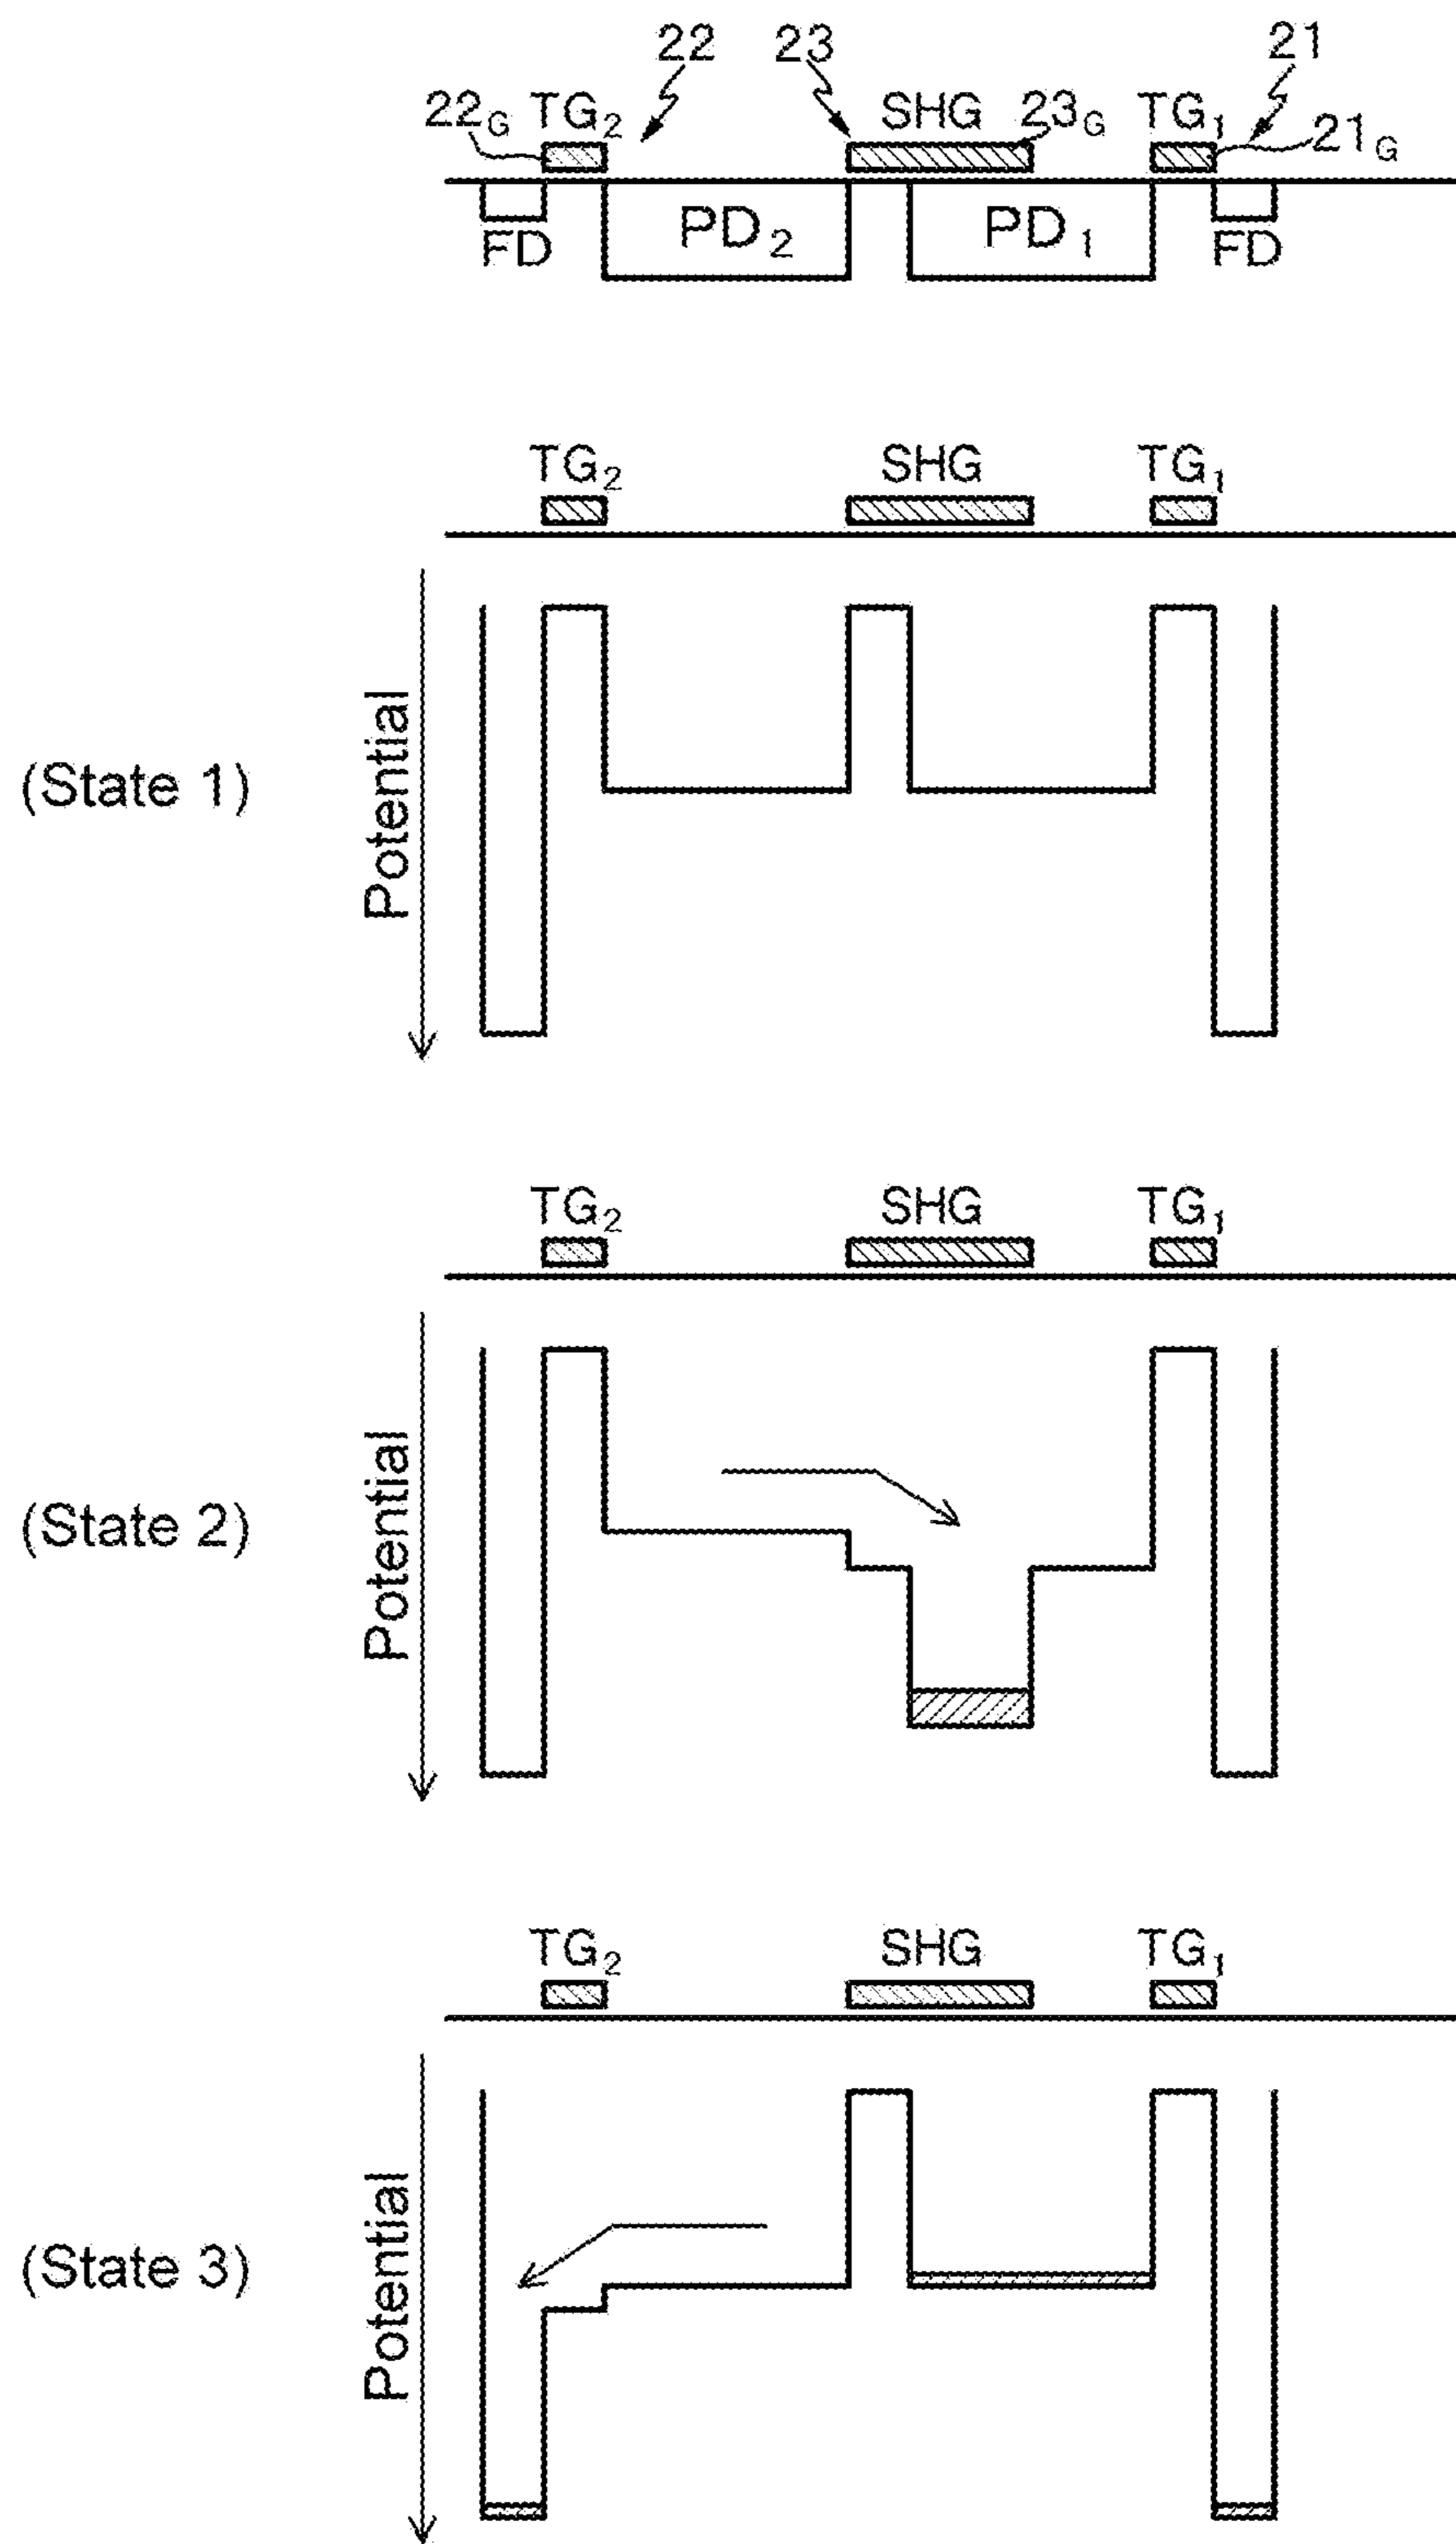 22 23 21
22G TG2 SHG 23G TG1 21G
FD PD2 PD1 FD
TG2 SHG TG1
Potential
(State 1)
TG2 SHG TG1
Potential
(State 2)
TG2 SHG TG1
Potential
(State 3)